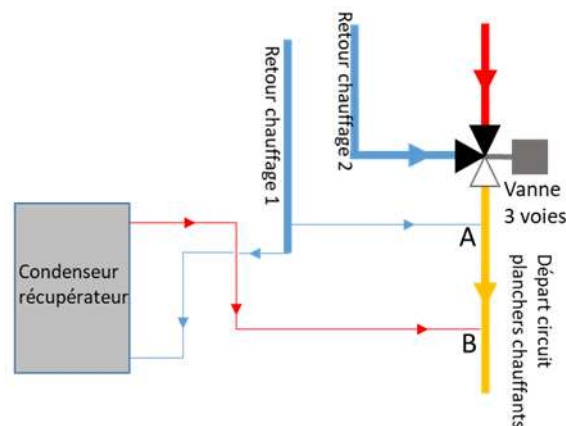 Retour chauffage 1
Retour chauffage 2
Vanne
3 voies
A
Condenseur
récupérateur
B
Départ circuit
planchers chauffants